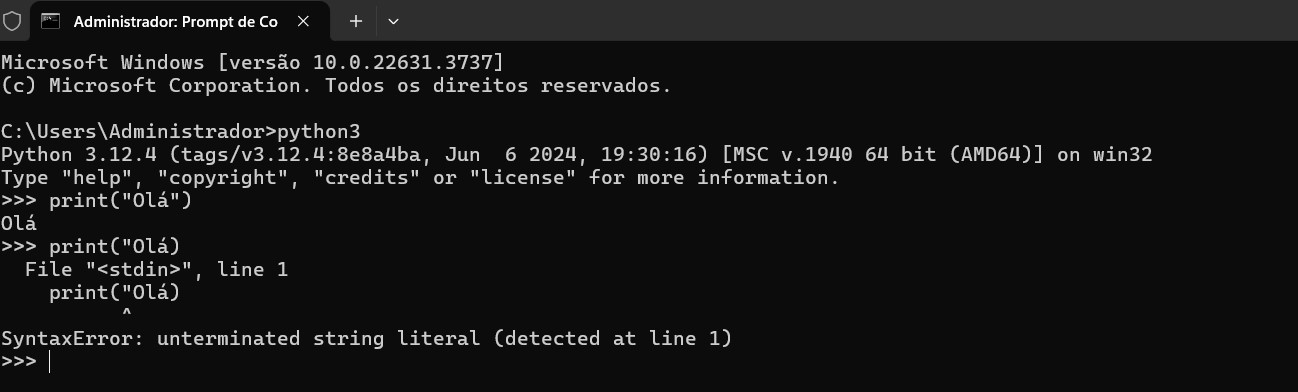 Administrador: Prompt de Co
Microsoft Windows [versão 10.0.22631.3737]
(c) Microsoft Corporation. Todos os direitos reservados.
C:\Users\Administrador>python3
Python 3.12.4 (tags/v3.12.4:8e8a4ba, Jun  6 2024, 19:30:16) [MSC v.1940 64 bit (AMD64)] on win32
Type "help", "copyright", "credits" or "license" for more information.
>>> print("Olá")
Olá
>>> print("Olá)
  File "<stdin>", line 1
    print("Olá)
          ^
SyntaxError: unterminated string literal (detected at line 1)
>>>